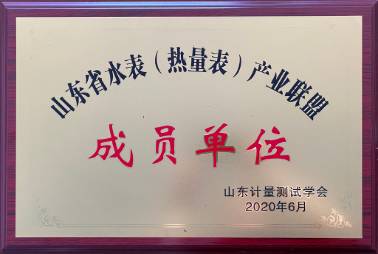 山东省水表（热量表）产业联盟
成员单位
山东计量测试学会
2020年6月